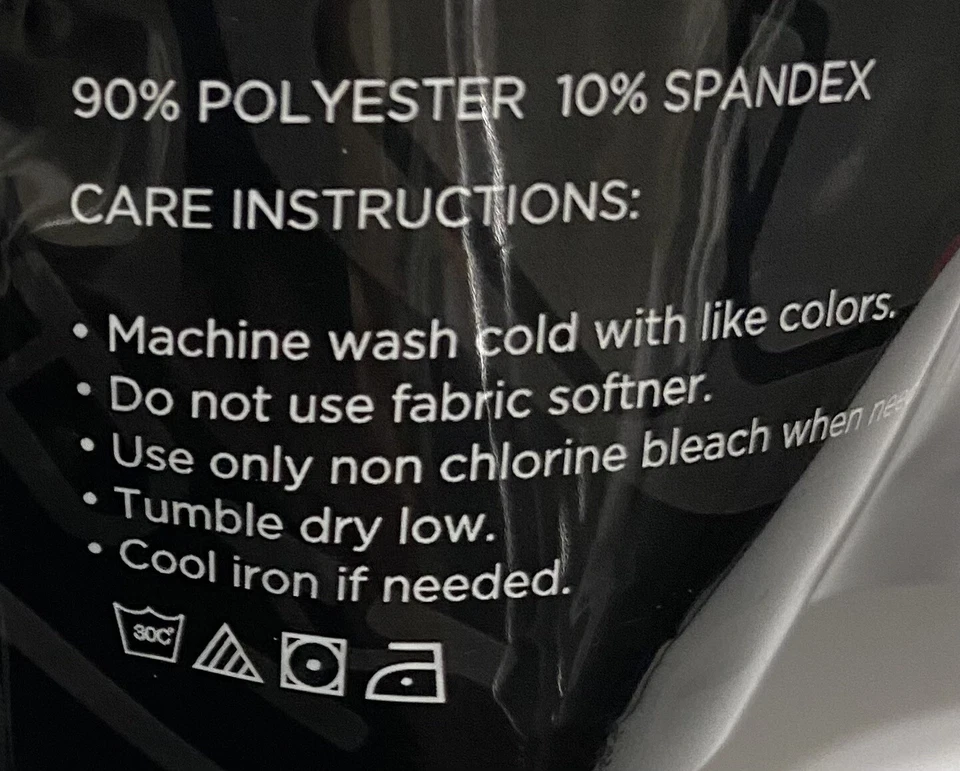 90% POLYESTER 10% SPANDEX
CARE INSTRUCTIONS:
• Machine wash cold with like colors.
• Do not use fabric softner.
• Use only non chlorine bleach when
• Tumble dry low.
• Cool iron if needed.
30C°